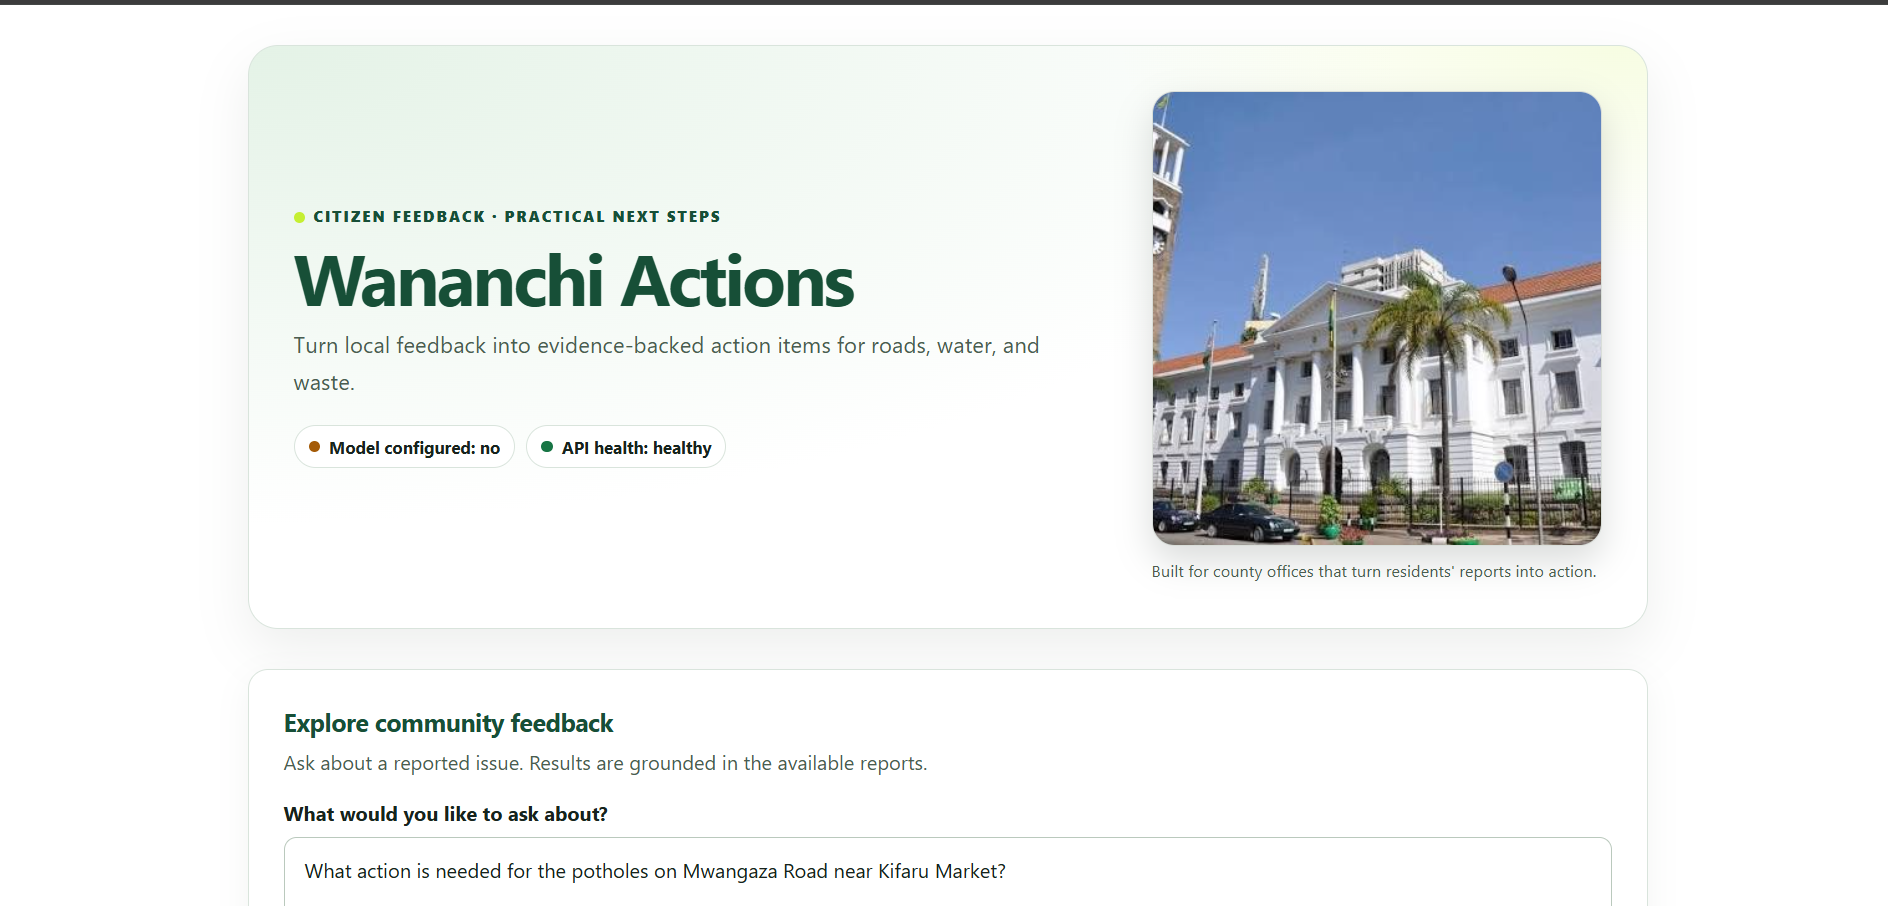 CITIZEN FEEDBACK · PRACTICAL NEXT STEPS
Wananchi Actions
Turn local feedback into evidence-backed action items for roads, water, and
waste.
Model configured: no
API health: healthy
Built for county offices that turn residents' reports into action.
Explore community feedback
Ask about a reported issue. Results are grounded in the available reports.
What would you like to ask about?
What action is needed for the potholes on Mwangaza Road near Kifaru Market?